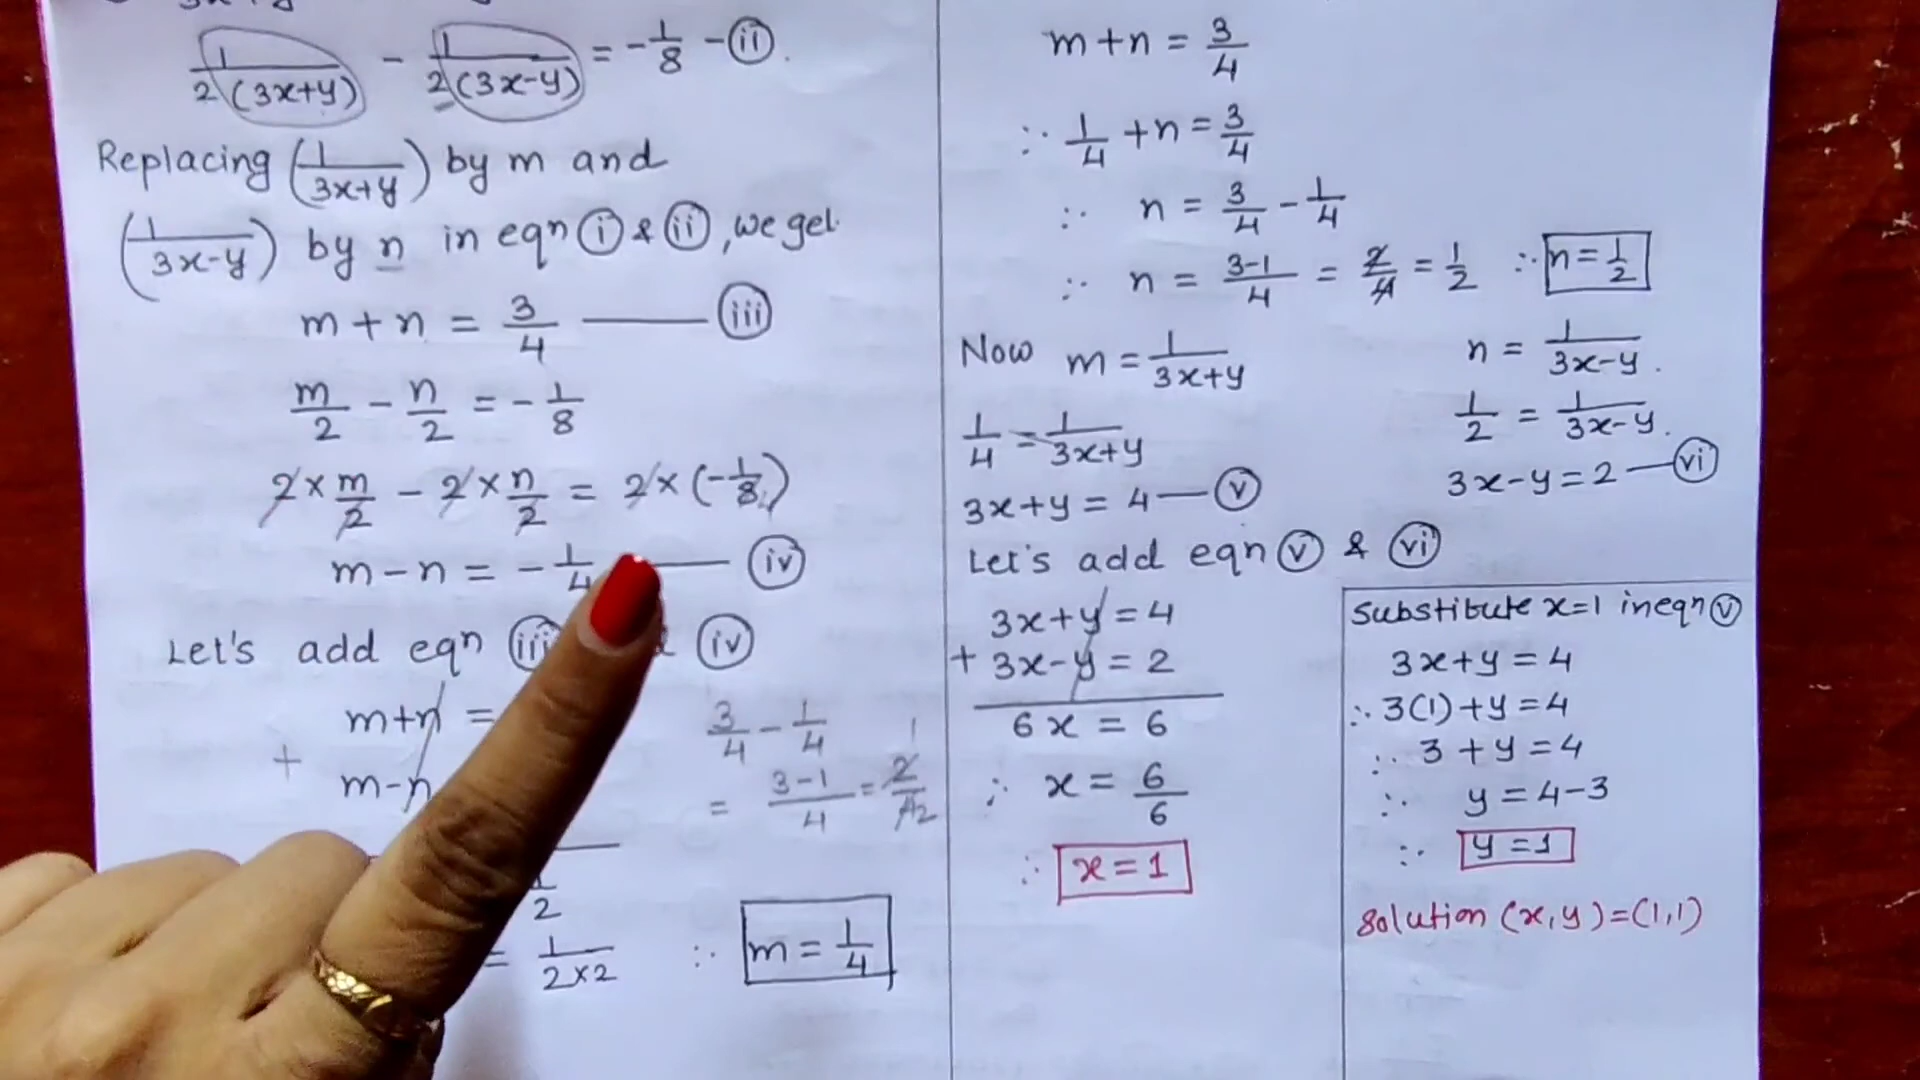 1/2(3x+y) - 1/2(3x-y) = -1/8 - (ii).
Replacing (1/3x+y) by m and
(1/3x-y) by n in eqn (i) & (ii), we get.
m + n = 3/4 —— (iii)
m/2 - n/2 = -1/8
2 × m/2 - 2 × n/2 = 2 × (-1/8)
m - n = -1/4 —— (iv)
Let's add eqn (iii) (iv)
m+n =
+ m-n
3/4 - 1/4
= 3-1/4 = 2/4 1 2
1/2
= 1/2×2 ∴ m = 1/4
m + n = 3/4
∴ 1/4 + n = 3/4
∴ n = 3/4 - 1/4
∴ n = 3-1/4 = 2/4 = 1/2 ∴ n = 1/2
Now m = 1/3x+y
1/4 = 1/3x+y
3x+y = 4 — (v)
n = 1/3x-y.
1/2 = 1/3x-y.
3x-y = 2 — (vi)
Let's add eqn (v) & (vi)
3x+y = 4
+ 3x-y = 2
6x = 6
∴ x = 6/6
∴ x = 1
Substitute x=1 in eqn (v)
3x+y = 4
∴ 3(1)+y = 4
∴ 3+y = 4
∴ y = 4-3
∴ y = 1
Solution (x,y)=(1,1)